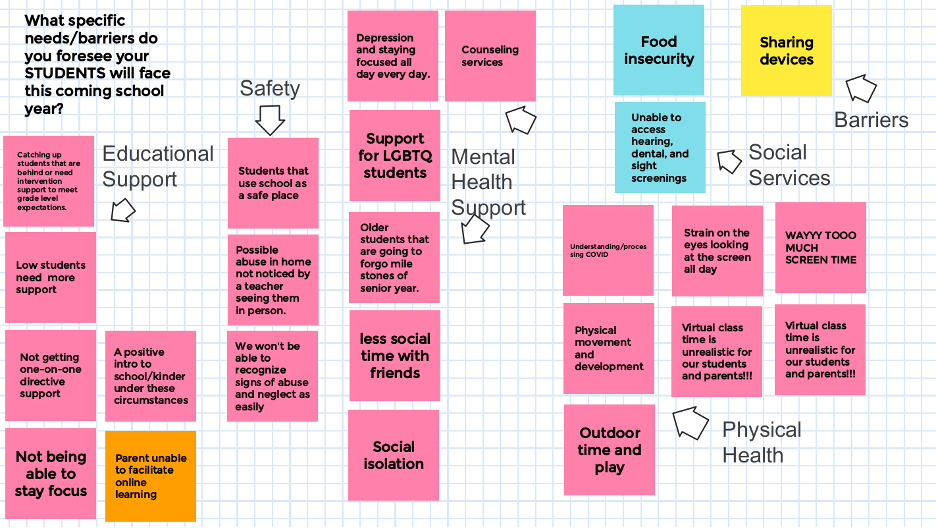 What specific
needs/barriers do
you foresee your
STUDENTS will face
this coming school
year?
Educational
Support
Catching up
students that are
behind or need
intervention
support to meet
grade level
expectations.
Low students
need more
support
Not getting
one-on-one
directive
support
A positive
intro to
school/kinder
under these
circumstances
Not being
able to
stay focus
Parent unable
to facilitate
online
learning
Safety
Students that
use school as
a safe place
Possible
abuse in home
not noticed by
a teacher
seeing them
in person.
We won't be
able to
recognize
signs of abuse
and neglect as
easily
Depression
and staying
focused all
day every day.
Counseling
services
Support
for LGBTQ
students
Mental
Health
Support
Older
students that
are going to
forgo mile
stones of
senior year.
less social
time with
friends
Social
isolation
Food
insecurity
Sharing
devices
Barriers
Unable to
access
hearing,
dental, and
sight
screenings
Social
Services
Understanding/proces
sing COVID
Strain on the
eyes looking
at the screen
all day
WAYYY TOOO
MUCH
SCREEN TIME
Physical
movement
and
development
Virtual class
time is
unrealistic for
our students
and parents!!!
Virtual class
time is
unrealistic for
our students
and parents!!!
Outdoor
time and
play
Physical
Health